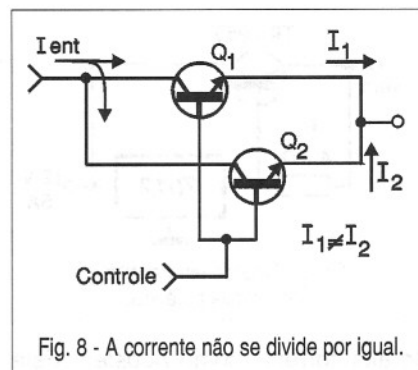 I ent
Q1
I1
Q2
I2
I1≠I2
Controle
Fig. 8 - A corrente não se divide por igual.